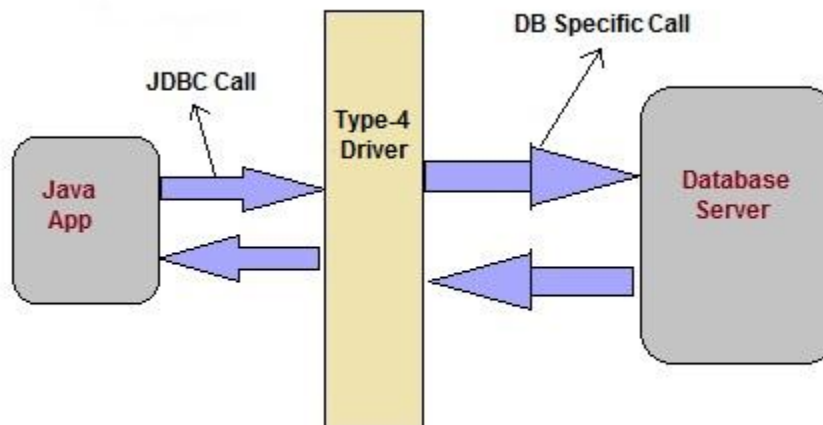 DB Specific Call
JDBC Call
Type-4
Driver
Java
App
Database
Server